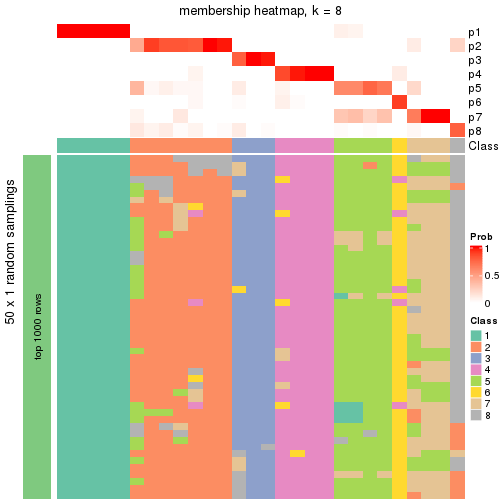 membership heatmap, k = 8
p1
p2
p3
p4
p5
p6
p7
p8
Class
50 x 1 random samplings
top 1000 rows
Prob
1
0.5
0
Class
1
2
3
4
5
6
7
8